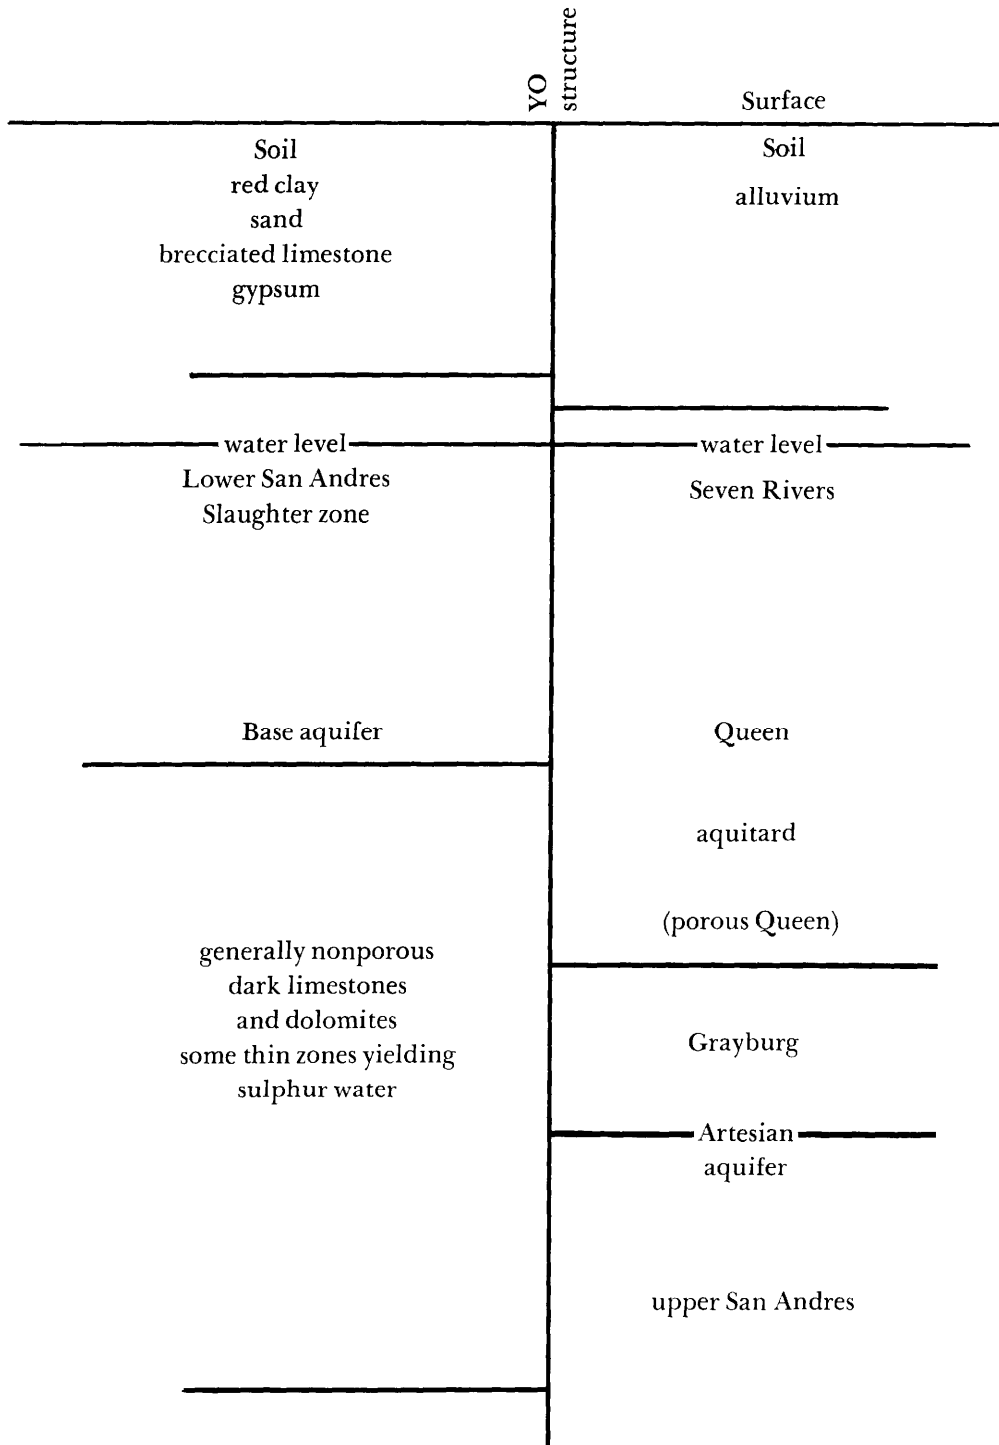 YO
structure
Surface
Soil
red clay
sand
brecciated limestone
gypsum
water level
Lower San Andres
Slaughter zone
Base aquifer
generally nonporous
dark limestones
and dolomites
some thin zones yielding
sulphur water
Soil
alluvium
water level
Seven Rivers
Queen
aquitard
(porous Queen)
Grayburg
Artesian
aquifer
upper San Andres